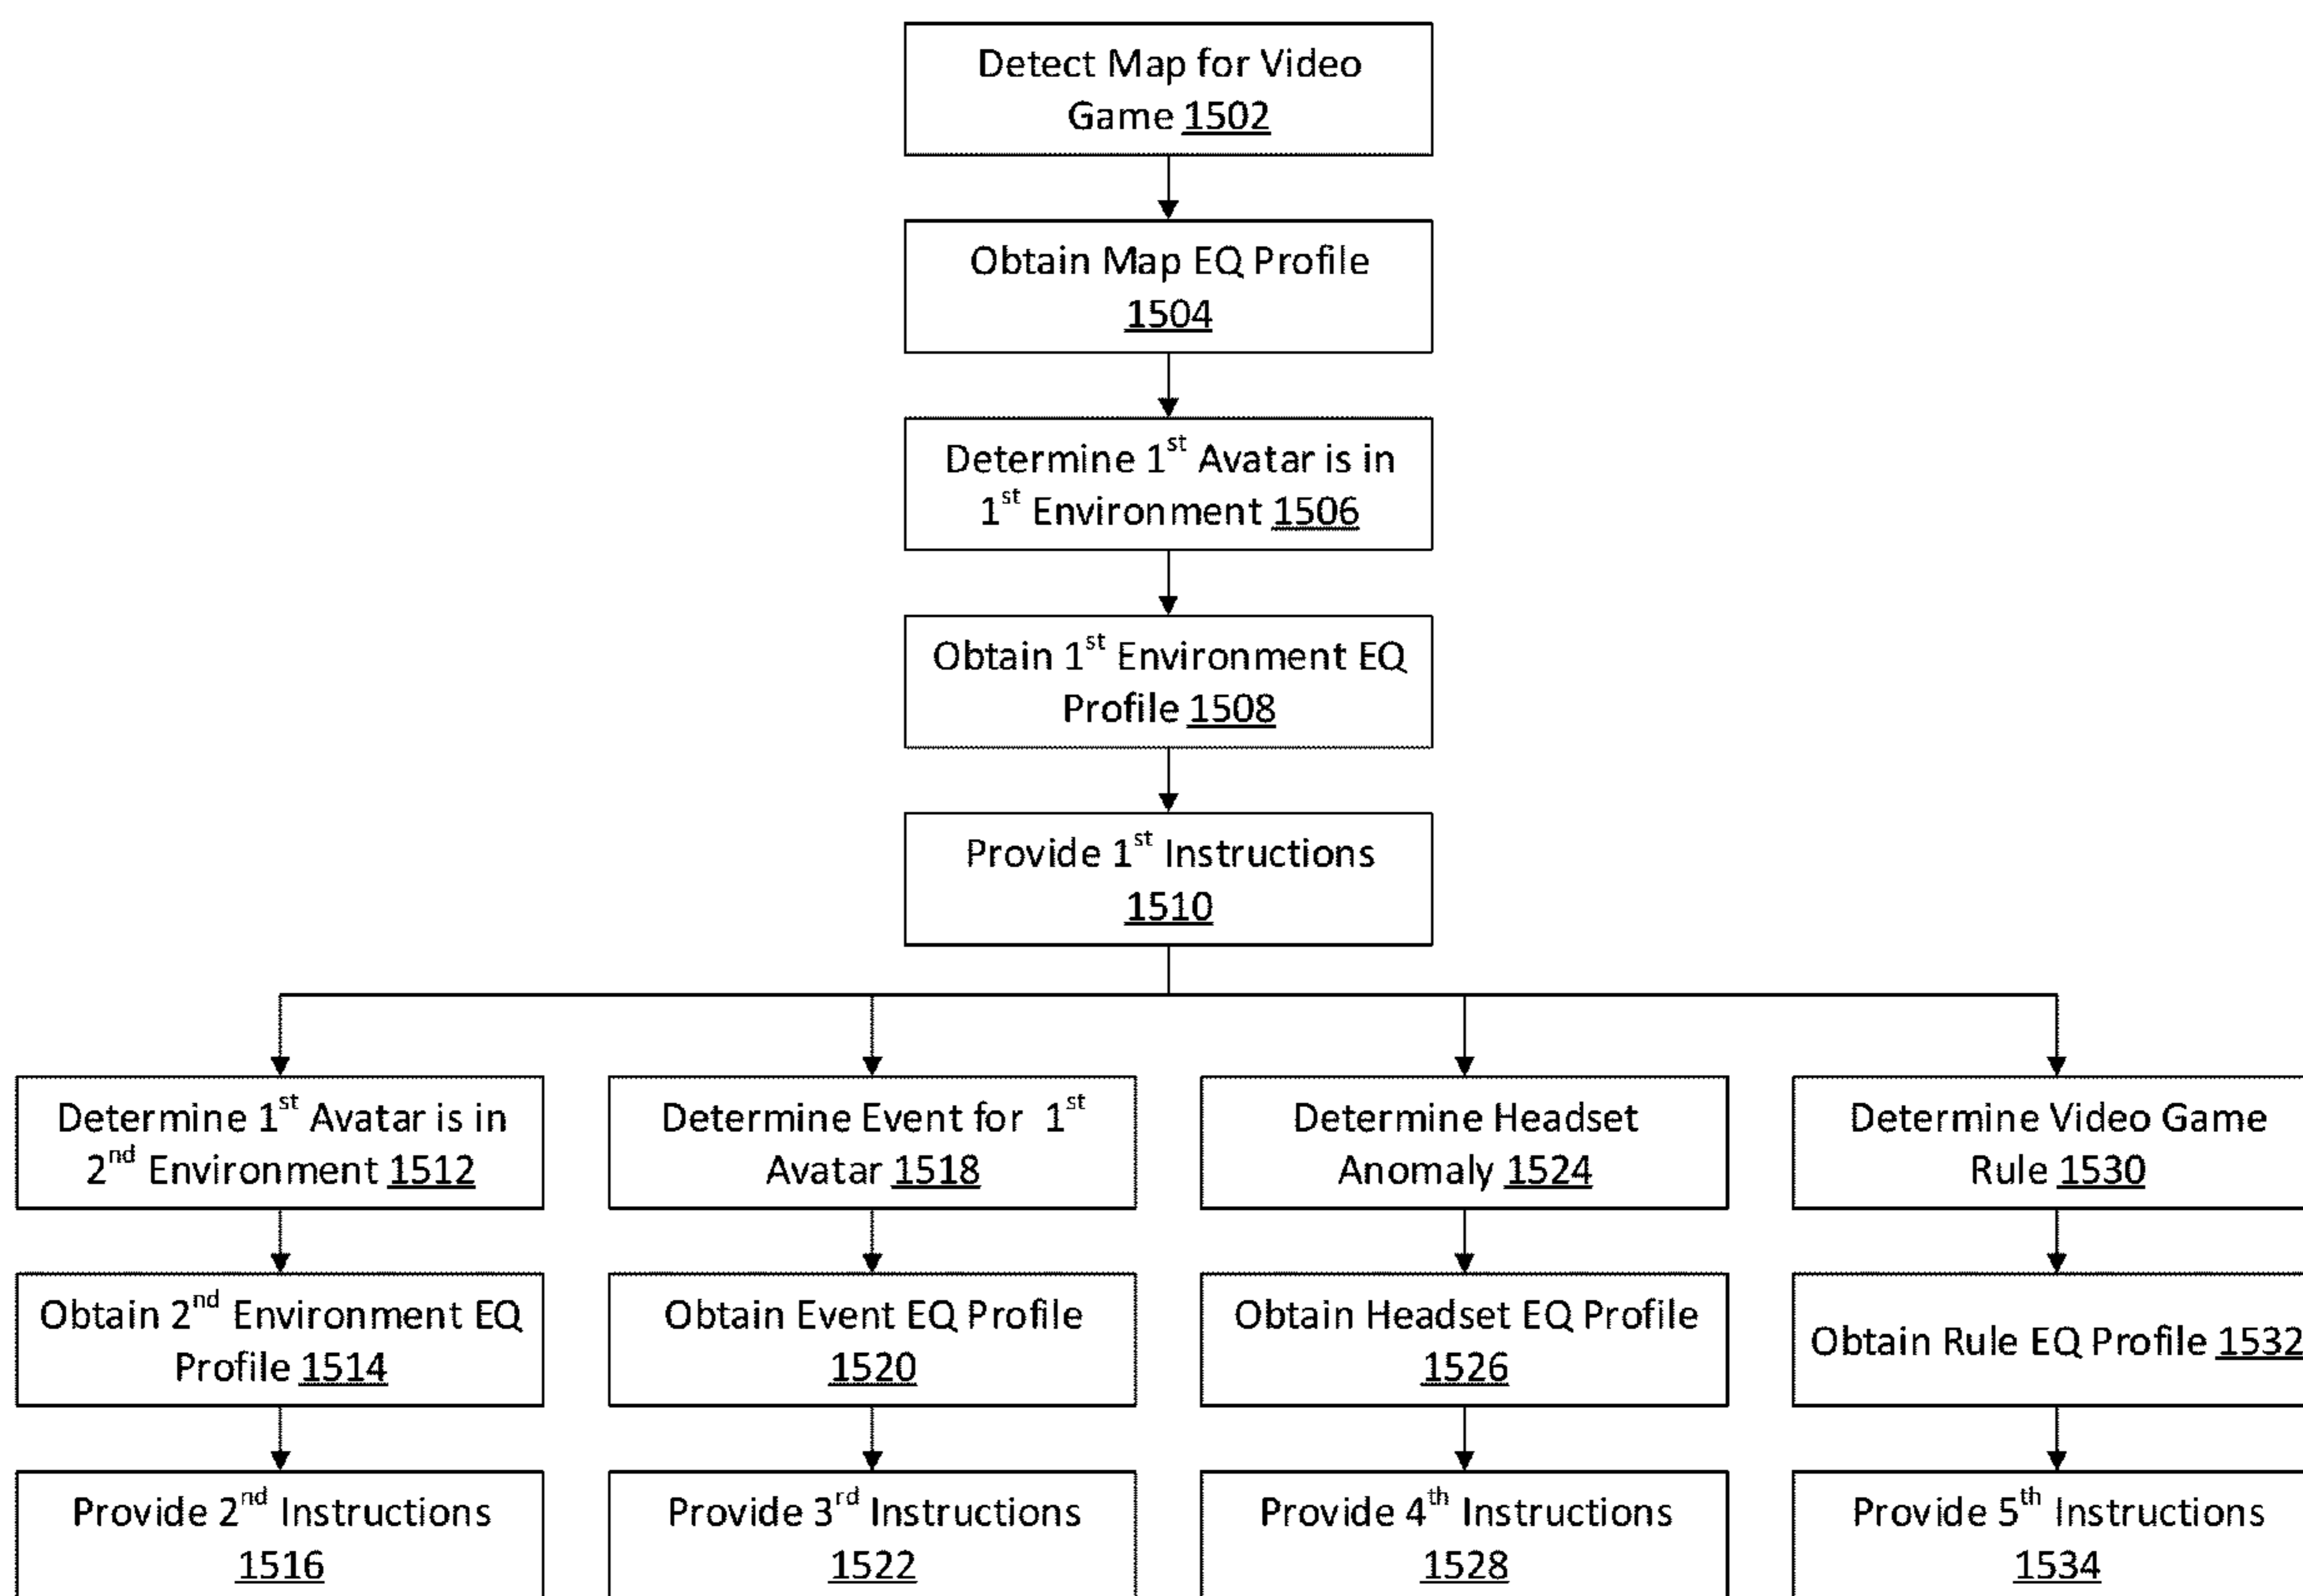 Detect Map for Video
Game 1502
Obtain Map EQ Profile
1504
Determine 1st Avatar is in
1st Environment 1506
Obtain 1st Environment EQ
Profile 1508
Provide 1st Instructions
1510
Determine 1st Avatar is in
2nd Environment 1512
Obtain 2nd Environment EQ
Profile 1514
Provide 2nd Instructions
1516
Determine Event for 1st
Avatar 1518
Obtain Event EQ Profile
1520
Provide 3rd Instructions
1522
Determine Headset
Anomaly 1524
Obtain Headset EQ Profile
1526
Provide 4th Instructions
1528
Determine Video Game
Rule 1530
Obtain Rule EQ Profile 1532
Provide 5th Instructions
1534